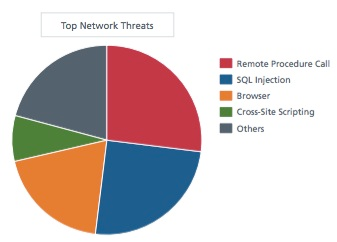 Top Network Threats
Remote Procedure Call
SQL Injection
Browser
Cross-Site Scripting
Others